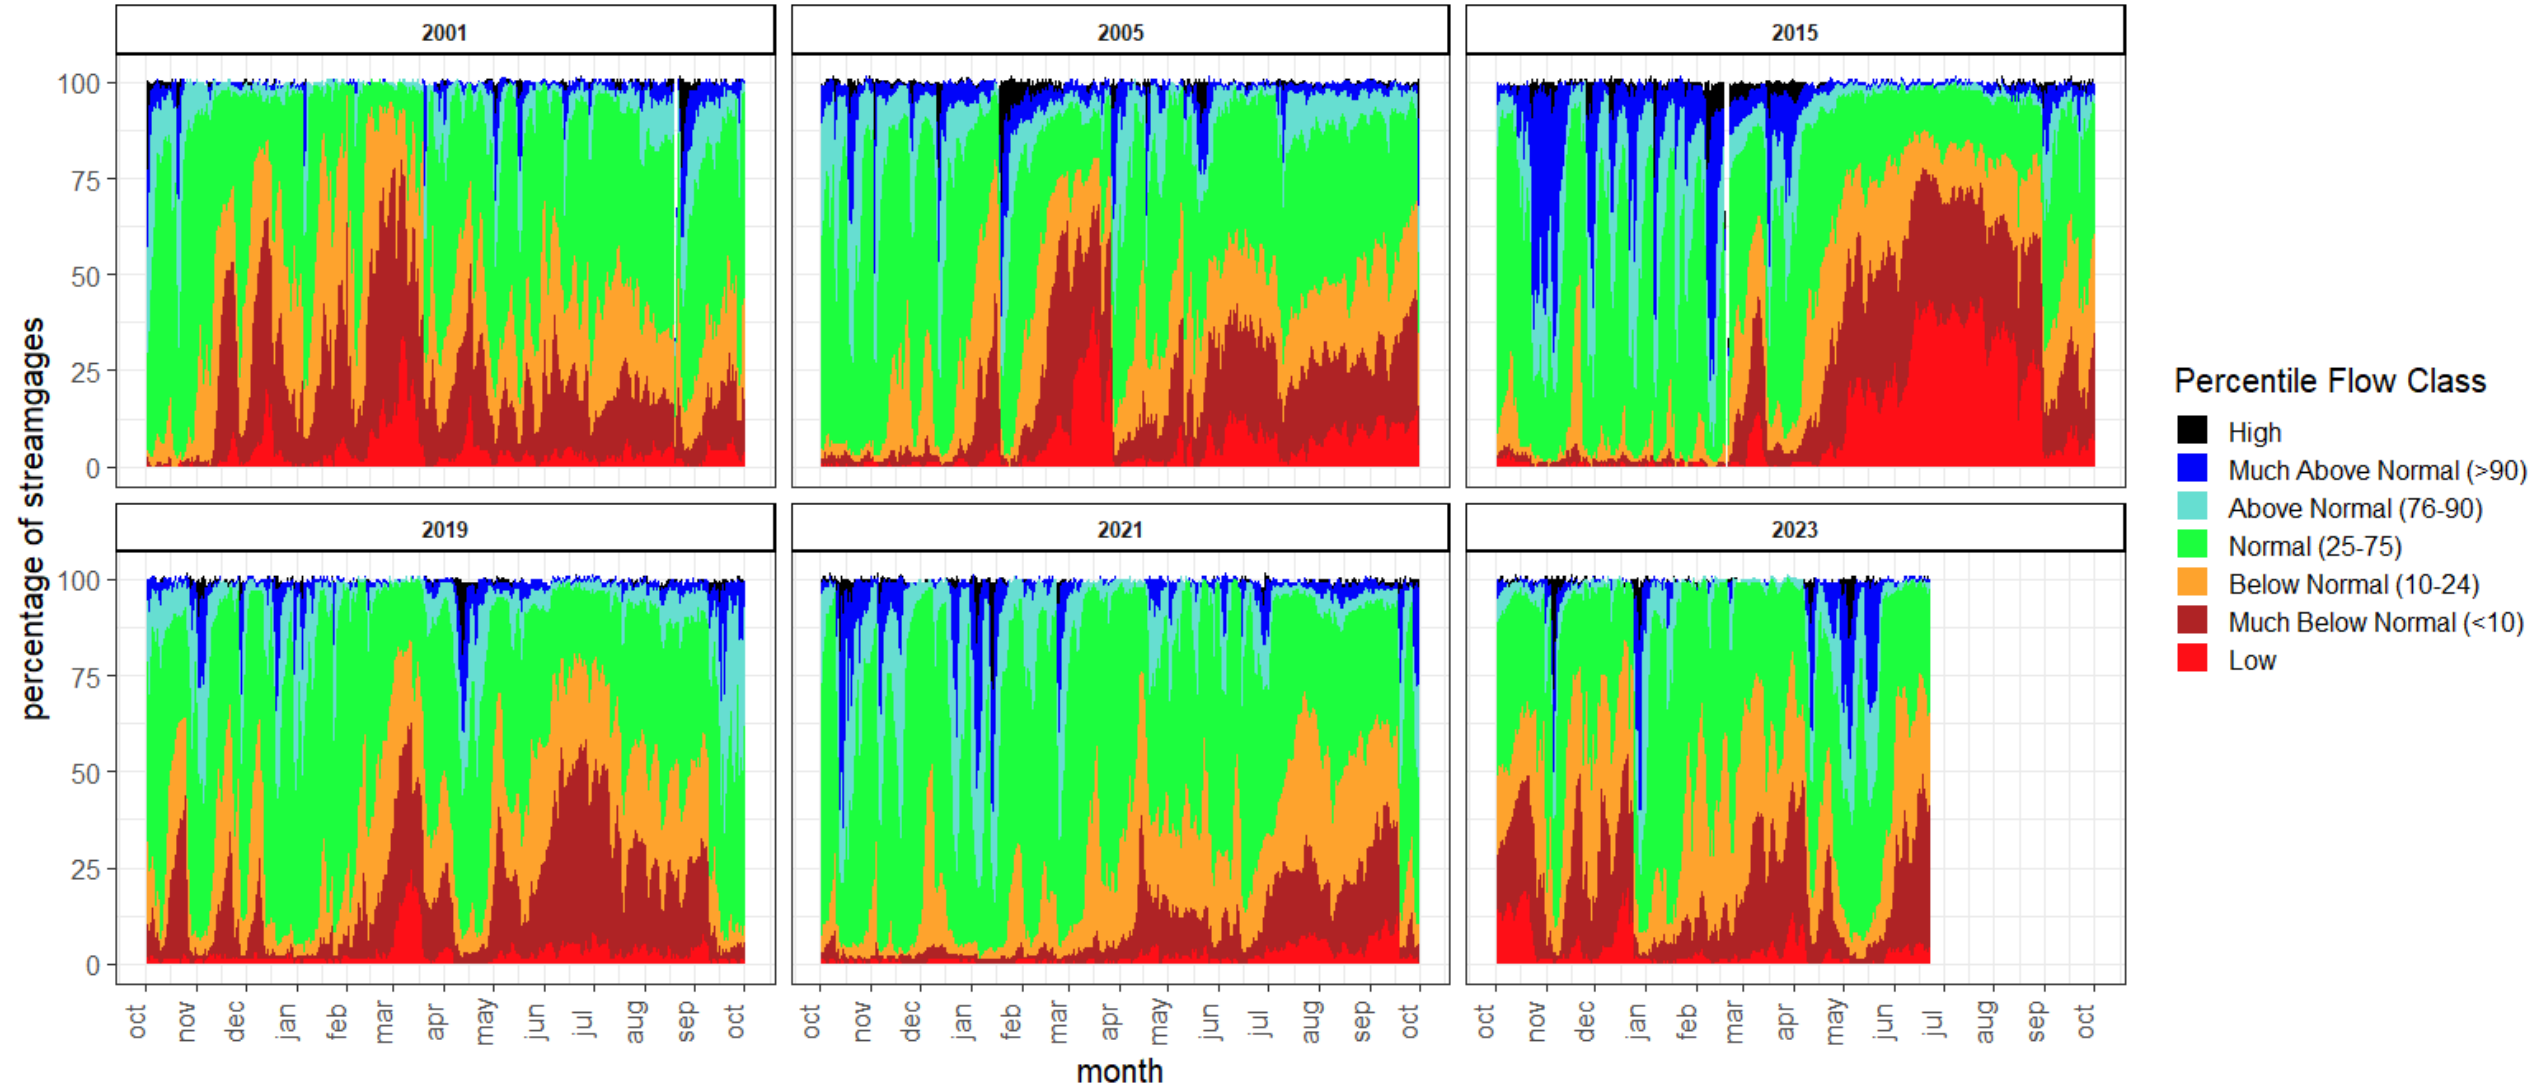 2001
2005
2015
100
75
50
25
0
2019
2021
2023
100
75
50
25
0
percentage of streamgages
oct nov dec jan feb mar apr may jun jul aug sep oct
oct nov dec jan feb mar apr may jun jul aug sep oct
oct nov dec jan feb mar apr may jun jul aug sep oct
month
Percentile Flow Class
High
Much Above Normal (>90)
Above Normal (76-90)
Normal (25-75)
Below Normal (10-24)
Much Below Normal (<10)
Low